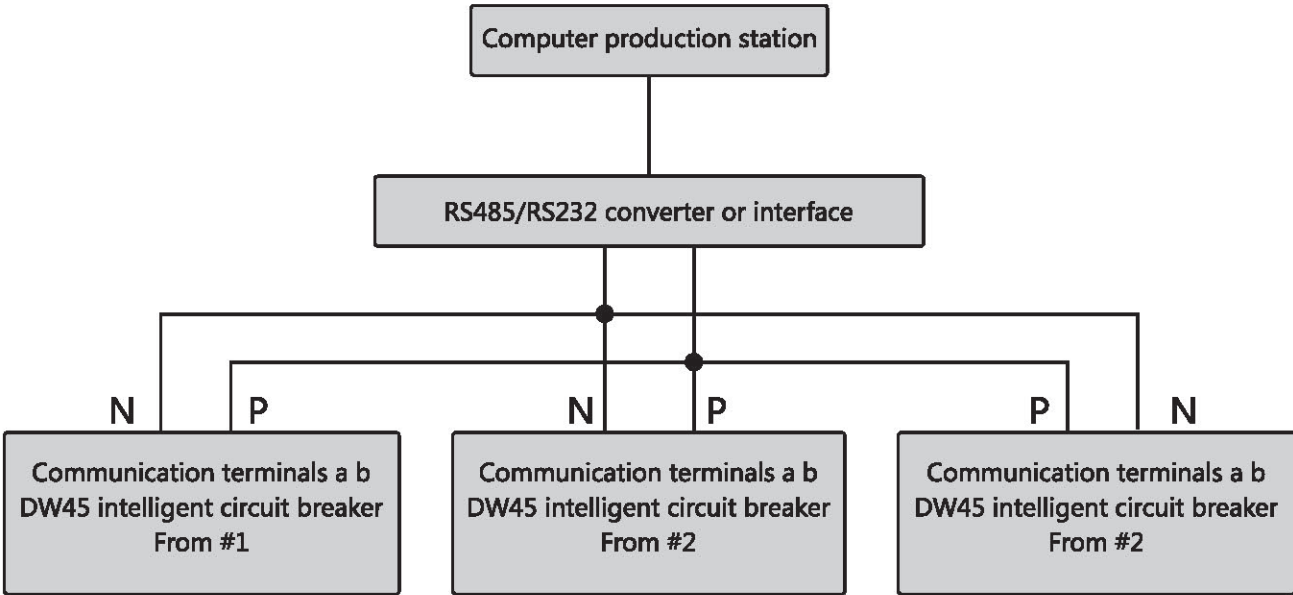 Computer production station
RS485/RS232 converter or interface
N P N P P N
Communication terminals a b
DW45 intelligent circuit breaker
From #1
Communication terminals a b
DW45 intelligent circuit breaker
From #2
Communication terminals a b
DW45 intelligent circuit breaker
From #2